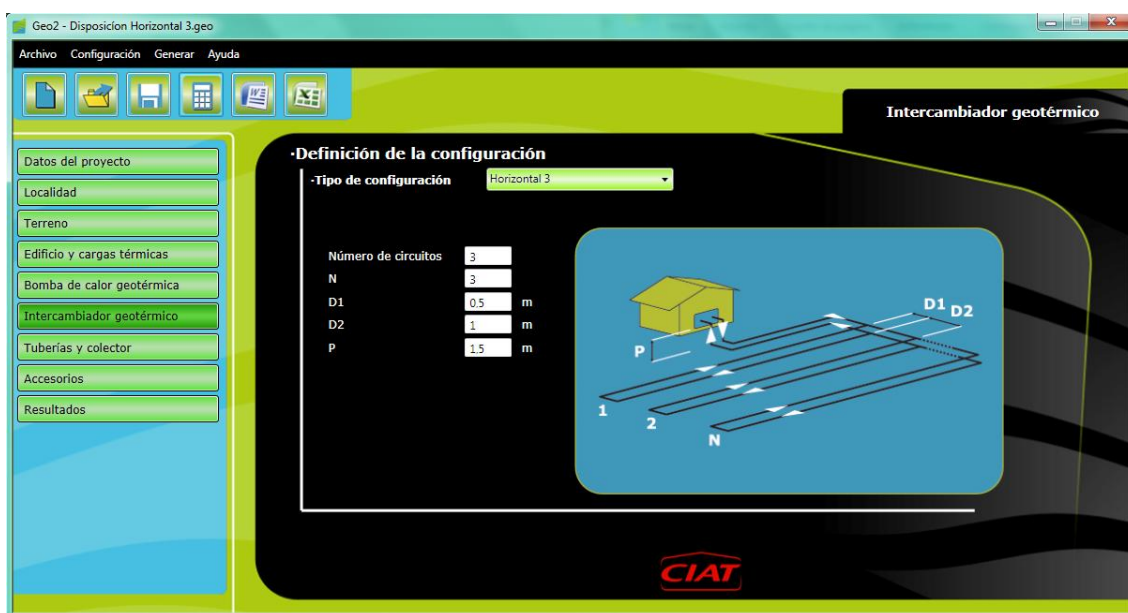 Geo2 - Disposicíon Horizontal 3.geo
Archivo Configuración Generar Ayuda
Intercambiador geotérmico
Datos del proyecto
Localidad
Terreno
Edificio y cargas térmicas
Bomba de calor geotérmica
Intercambiador geotérmico
Tuberías y colector
Accesorios
Resultados
·Definición de la configuración
·Tipo de configuración Horizontal 3
Número de circuitos 3
N 3
D1 0.5 m
D2 1 m
P 1.5 m
D1 D2
P
1
2
N
CIAT